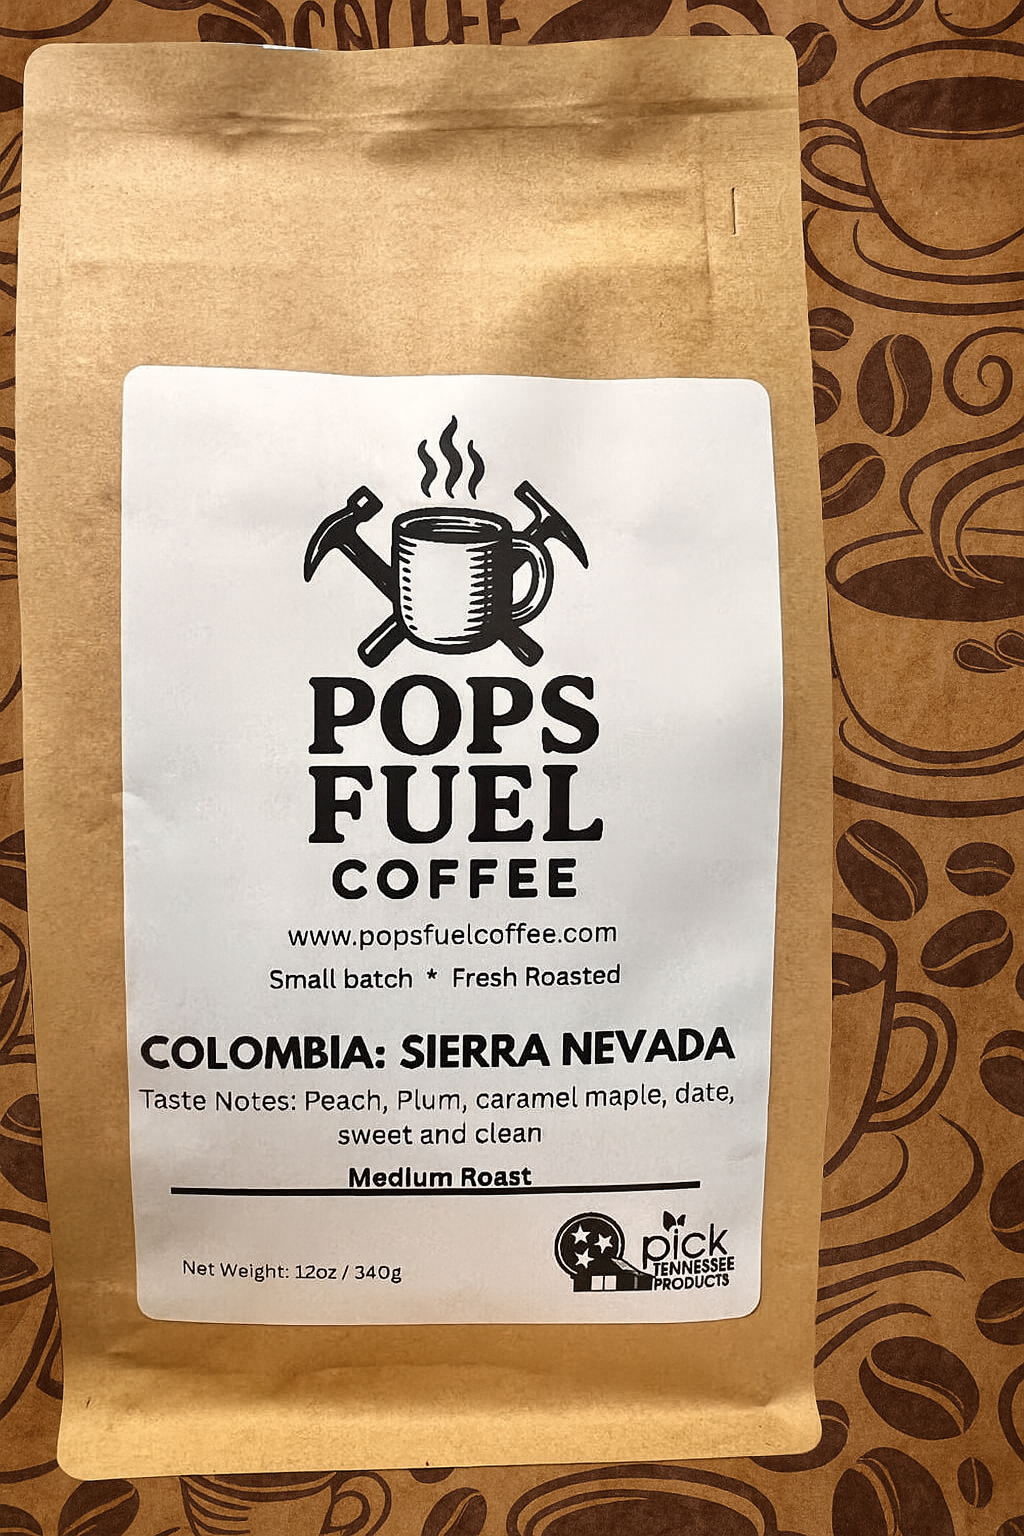 COFFEE
POPS
FUEL
COFFEE
www.popsfuelcoffee.com
Small batch * Fresh Roasted
COLOMBIA: SIERRA NEVADA
Taste Notes: Peach, Plum, caramel maple, date,
sweet and clean
Medium Roast
Net Weight: 12oz / 340g
pick
TENNESSEE
PRODUCTS